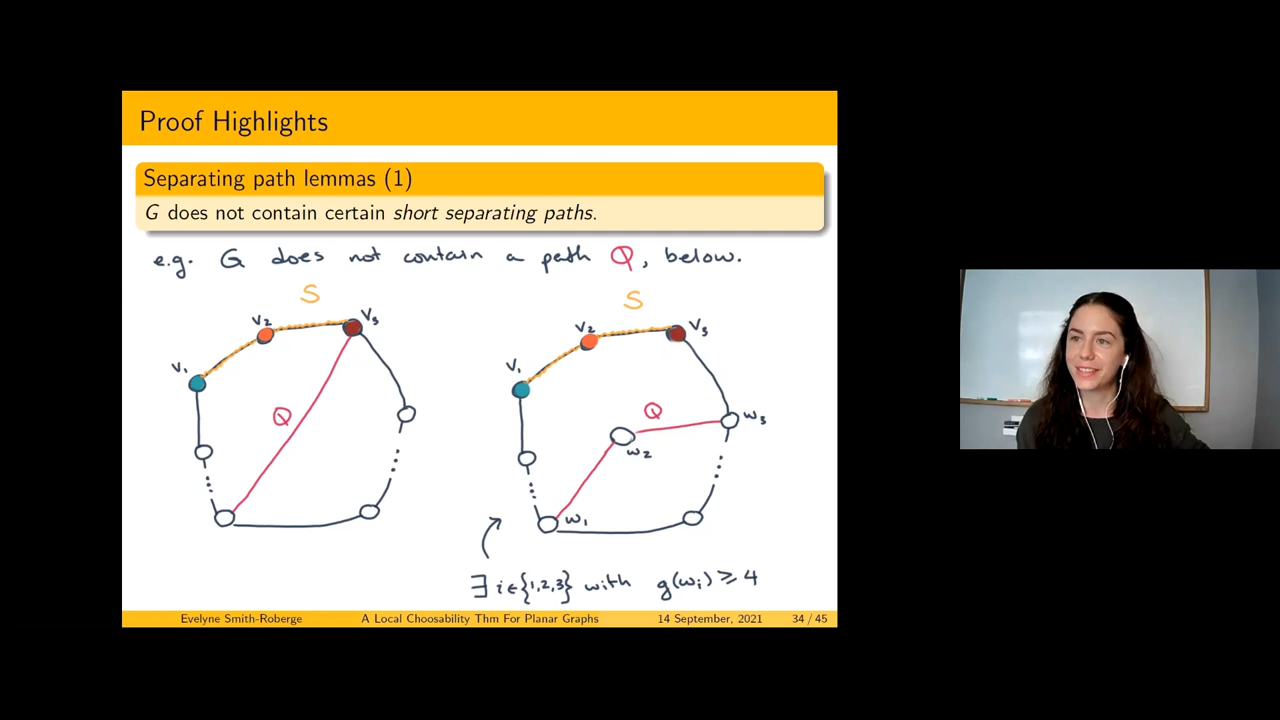 Proof Highlights
Separating path lemmas (1)
G does not contain certain short separating paths.
e.g. G does not contain a path Q, below.
S
v₂
v₃
v₁
Q
S
v₂
v₃
v₁
Q
w₃
w₂
w₁
∃ i∈{1,2,3} with g(wᵢ) ≥ 4
Evelyne Smith-Roberge A Local Choosability Thm For Planar Graphs 14 September, 2021 34 / 45